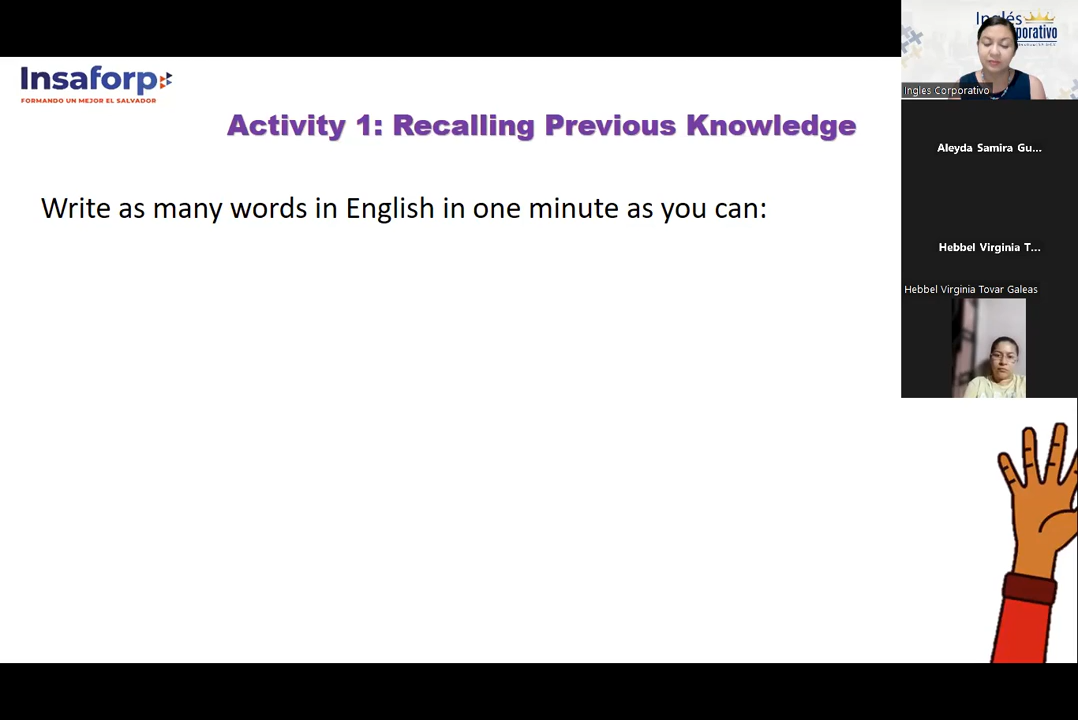 Insaforp
FORMANDO UN MEJOR EL SALVADOR
Activity 1: Recalling Previous Knowledge
Write as many words in English in one minute as you can:
Inglés
Corporativo
Ingles Corporativo
Aleyda Samira Gu...
Hebbel Virginia T...
Hebbel Virginia Tovar Galeas